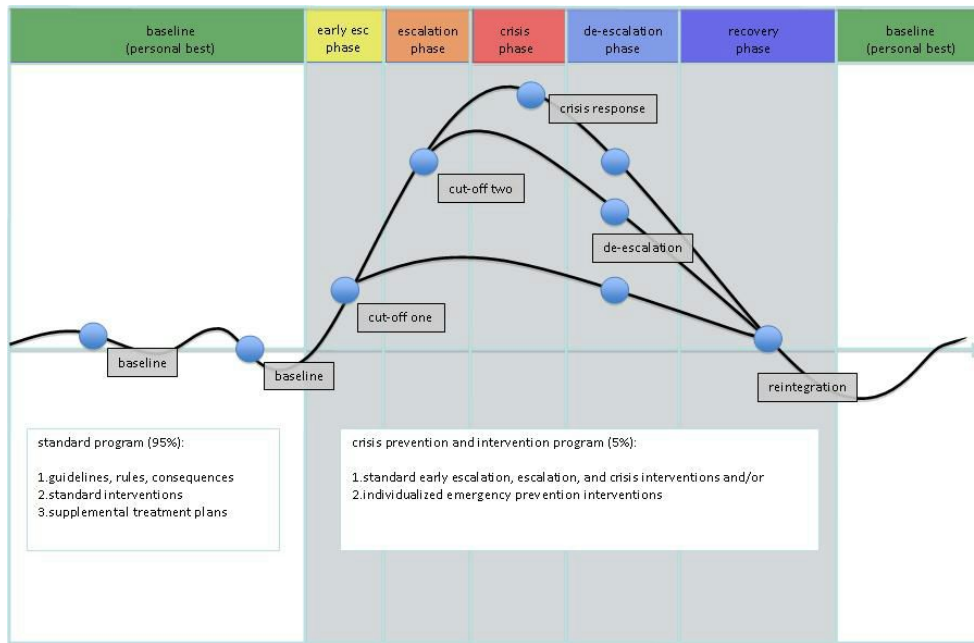 baseline
(personal best)
early esc
phase
escalation
phase
crisis
phase
de-escalation
phase
recovery
phase
baseline
(personal best)
crisis response
cut-off two
de-escalation
cut-off one
baseline
baseline
reintegration
standard program (95%):
1.guidelines, rules, consequences
2.standard interventions
3.supplemental treatment plans
crisis prevention and intervention program (5%):
1.standard early escalation, escalation, and crisis interventions and/or
2.individualized emergency prevention interventions